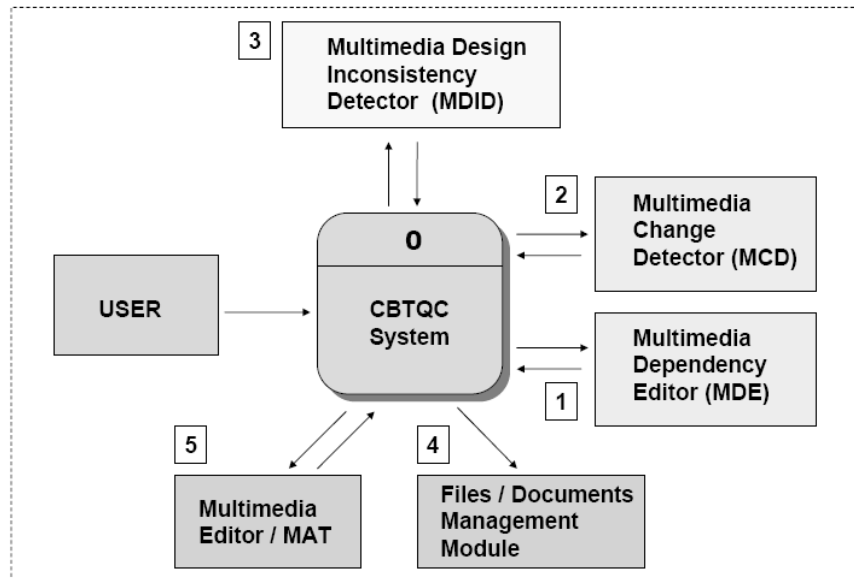 3
Multimedia Design
Inconsistency
Detector (MDID)
2
Multimedia
Change
Detector (MCD)
0
CBTQC
System
USER
Multimedia
Dependency
Editor (MDE)
1
5
Multimedia
Editor / MAT
4
Files / Documents
Management
Module